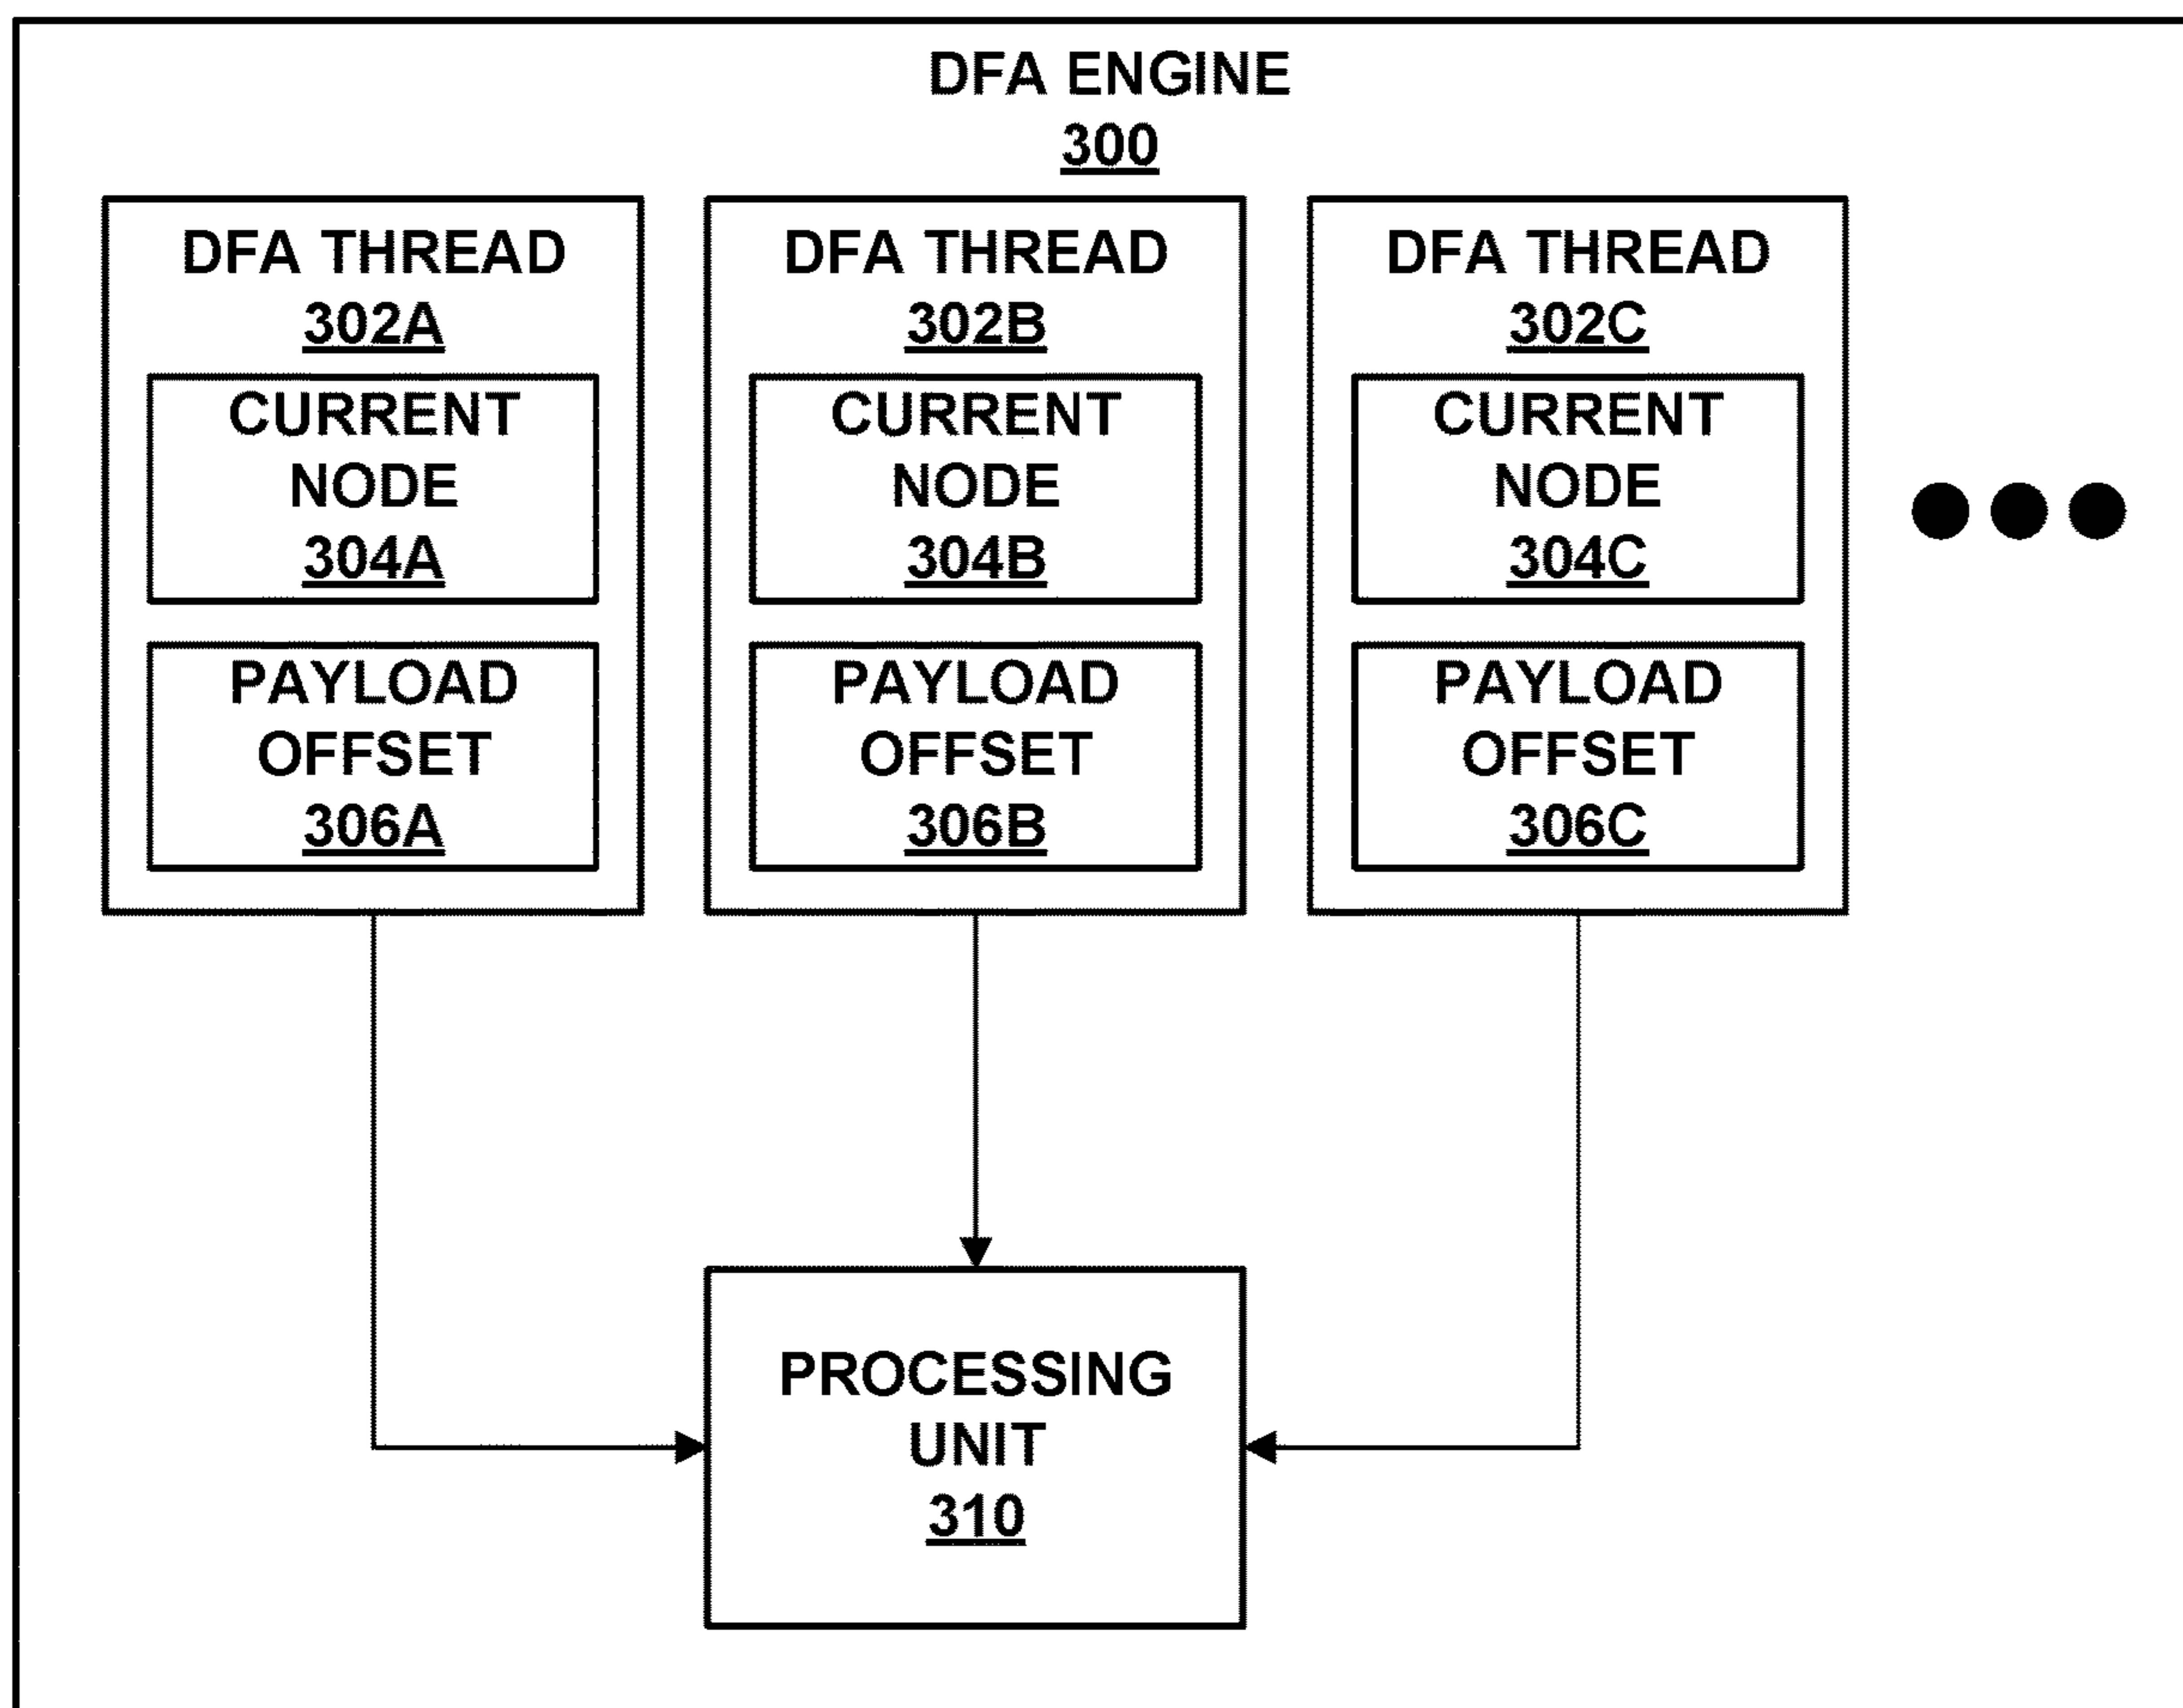 DFA ENGINE
300
DFA THREAD
302A
CURRENT
NODE
304A
PAYLOAD
OFFSET
306A
DFA THREAD
302B
CURRENT
NODE
304B
PAYLOAD
OFFSET
306B
DFA THREAD
302C
CURRENT
NODE
304C
PAYLOAD
OFFSET
306C
PROCESSING
UNIT
310